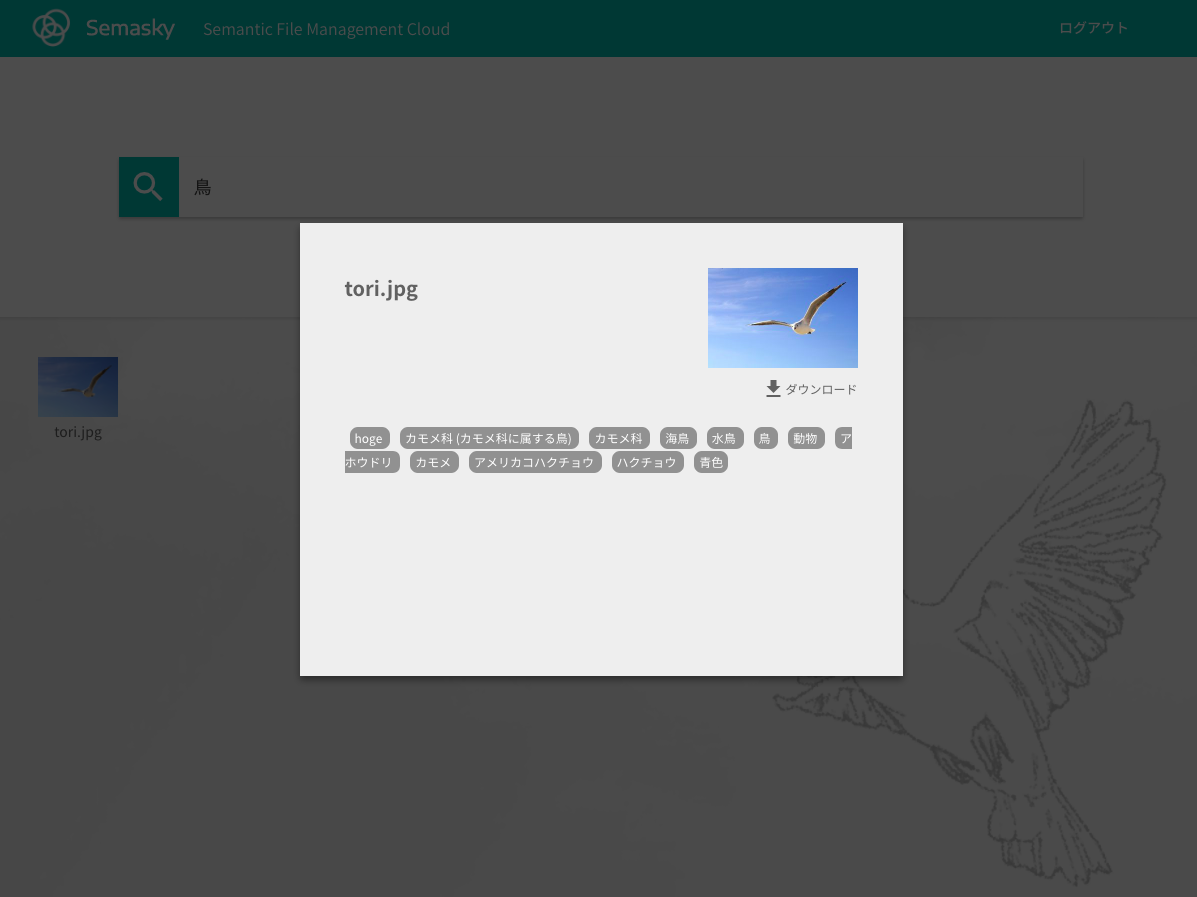 Semasky Semantic File Management Cloud ログアウト
鳥
tori.jpg
ダウンロード
tori.jpg
hoge カモメ科 (カモメ科に属する鳥) カモメ科 海鳥 水鳥 鳥 動物 ア
ホウドリ カモメ アメリカコハクチョウ ハクチョウ 青色